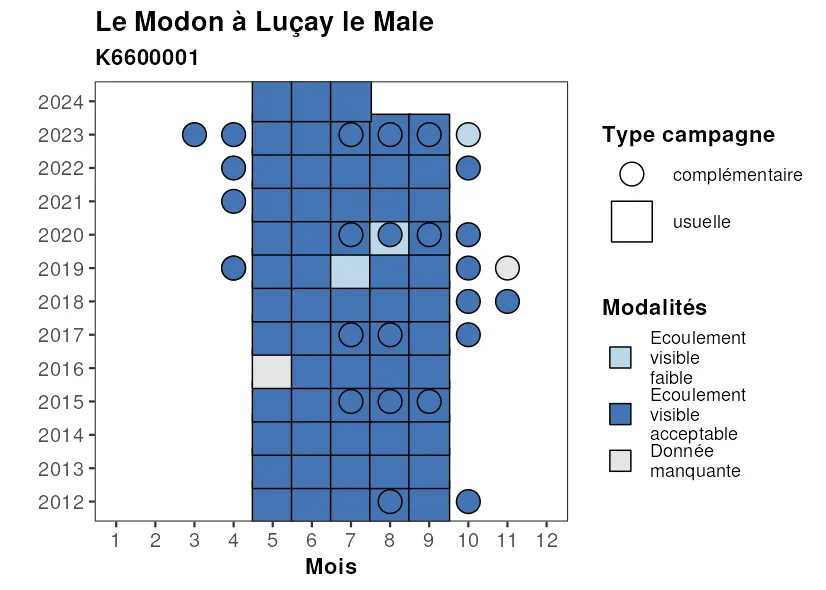 Le Modon à Luçay le Male
K6600001
2024
2023
2022
2021
2020
2019
2018
2017
2016
2015
2014
2013
2012
1 2 3 4 5 6 7 8 9 10 11 12
Mois
Type campagne
complémentaire
usuelle
Modalités
Ecoulement
visible
faible
Ecoulement
visible
acceptable
Donnée
manquante